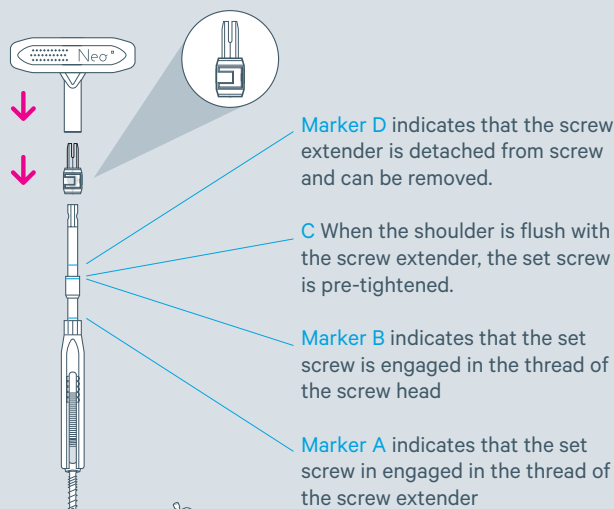 Neo
Marker D indicates that the screw
extender is detached from screw
and can be removed.
C When the shoulder is flush with
the screw extender, the set screw
is pre-tightened.
Marker B indicates that the set
screw is engaged in the thread of
the screw head
Marker A indicates that the set
screw in engaged in the thread of
the screw extender